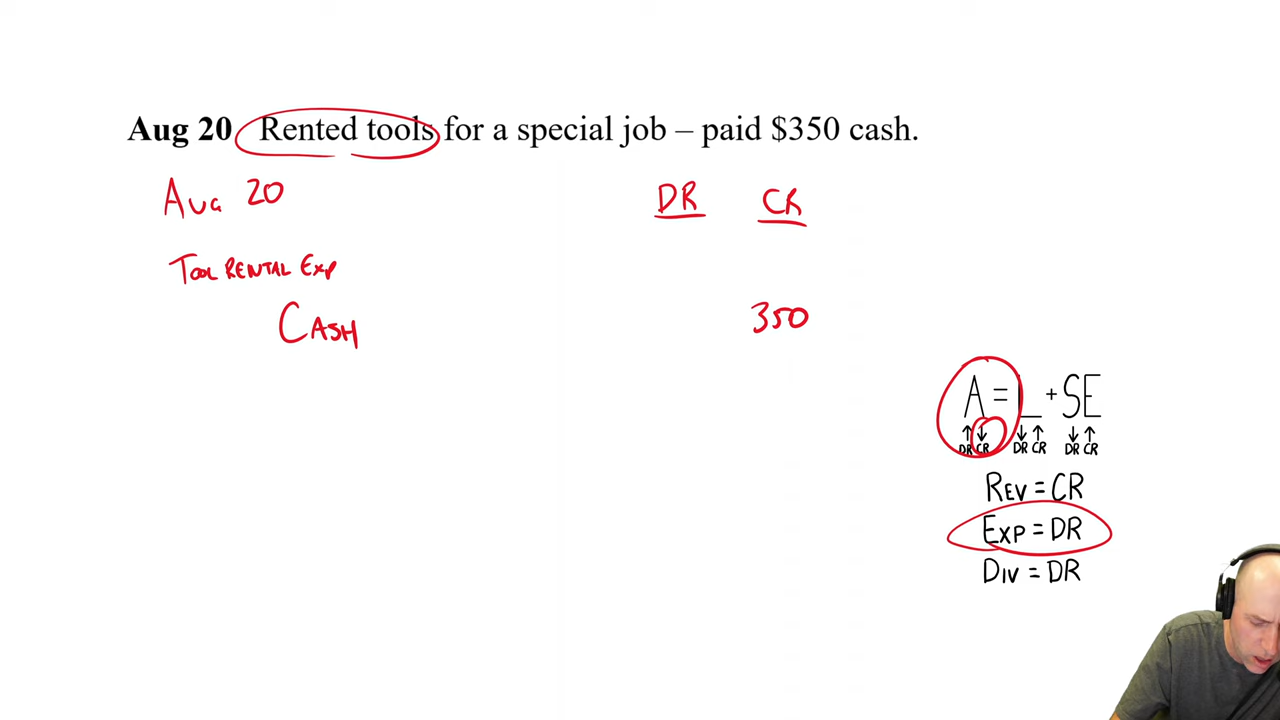 Aug 20 Rented tools for a special job – paid $350 cash.
Aug 20
DR CR
TOOL RENTAL EXP
CASH 350
A = L + SE
↑ ↓ ↓ ↑ ↓ ↑
DR CR DR CR DR CR
REV = CR
EXP = DR
DIV = DR